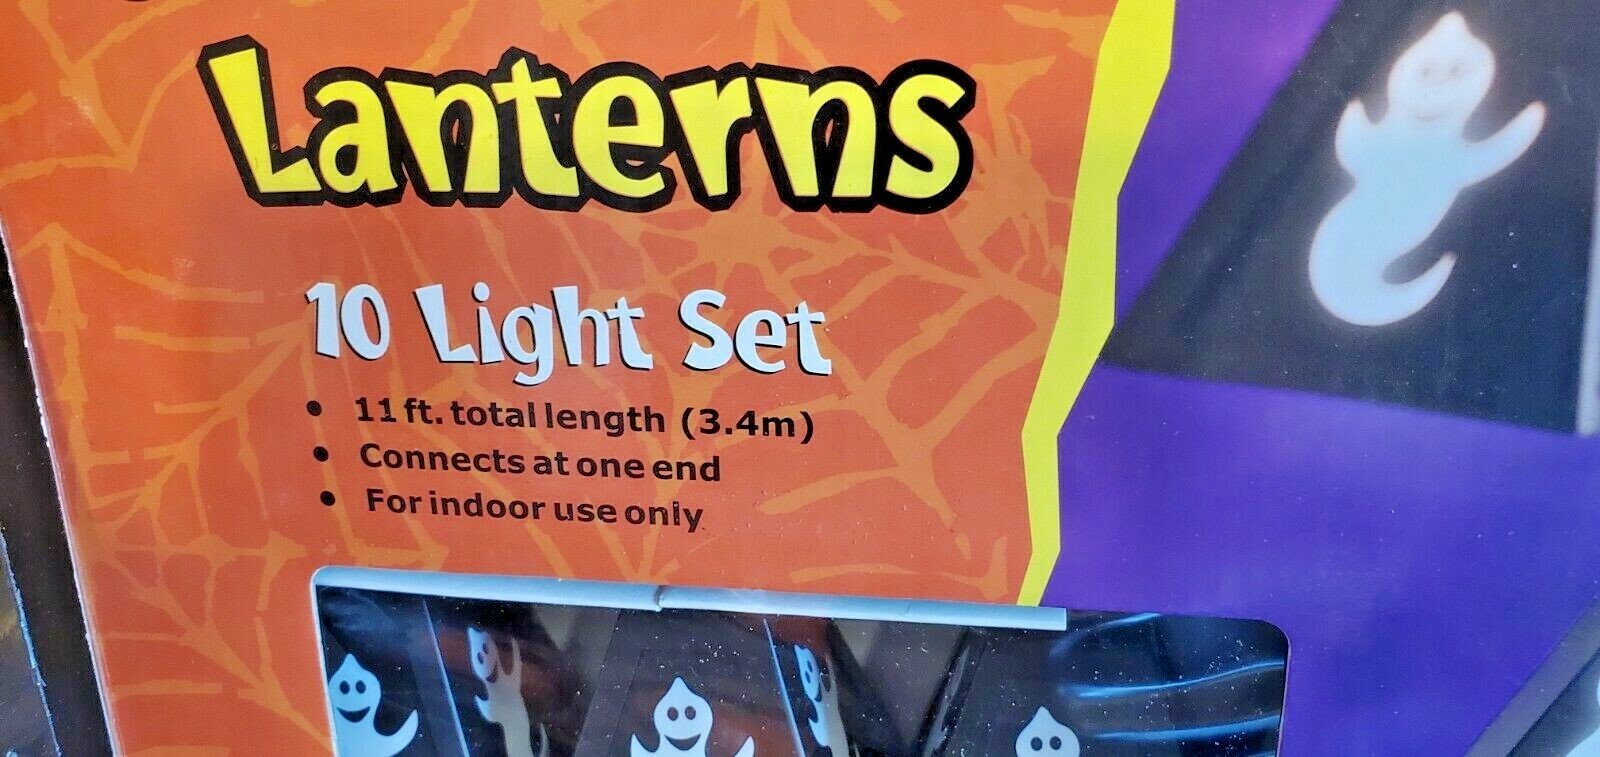 Lanterns
10 Light Set
• 11 ft. total length (3.4m)
• Connects at one end
• For indoor use only